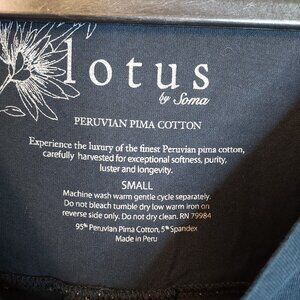 lotus
by Soma
PERUVIAN PIMA COTTON
Experience the luxury of the finest Peruvian pima cotton,
carefully harvested for exceptional softness, purity,
luster and longevity.
SMALL
Machine wash warm gentle cycle separately.
Do not bleach tumble dry low warm iron on
reverse side only. Do not dry clean. RN 79984
95% Peruvian Pima Cotton, 5% Spandex
Made in Peru